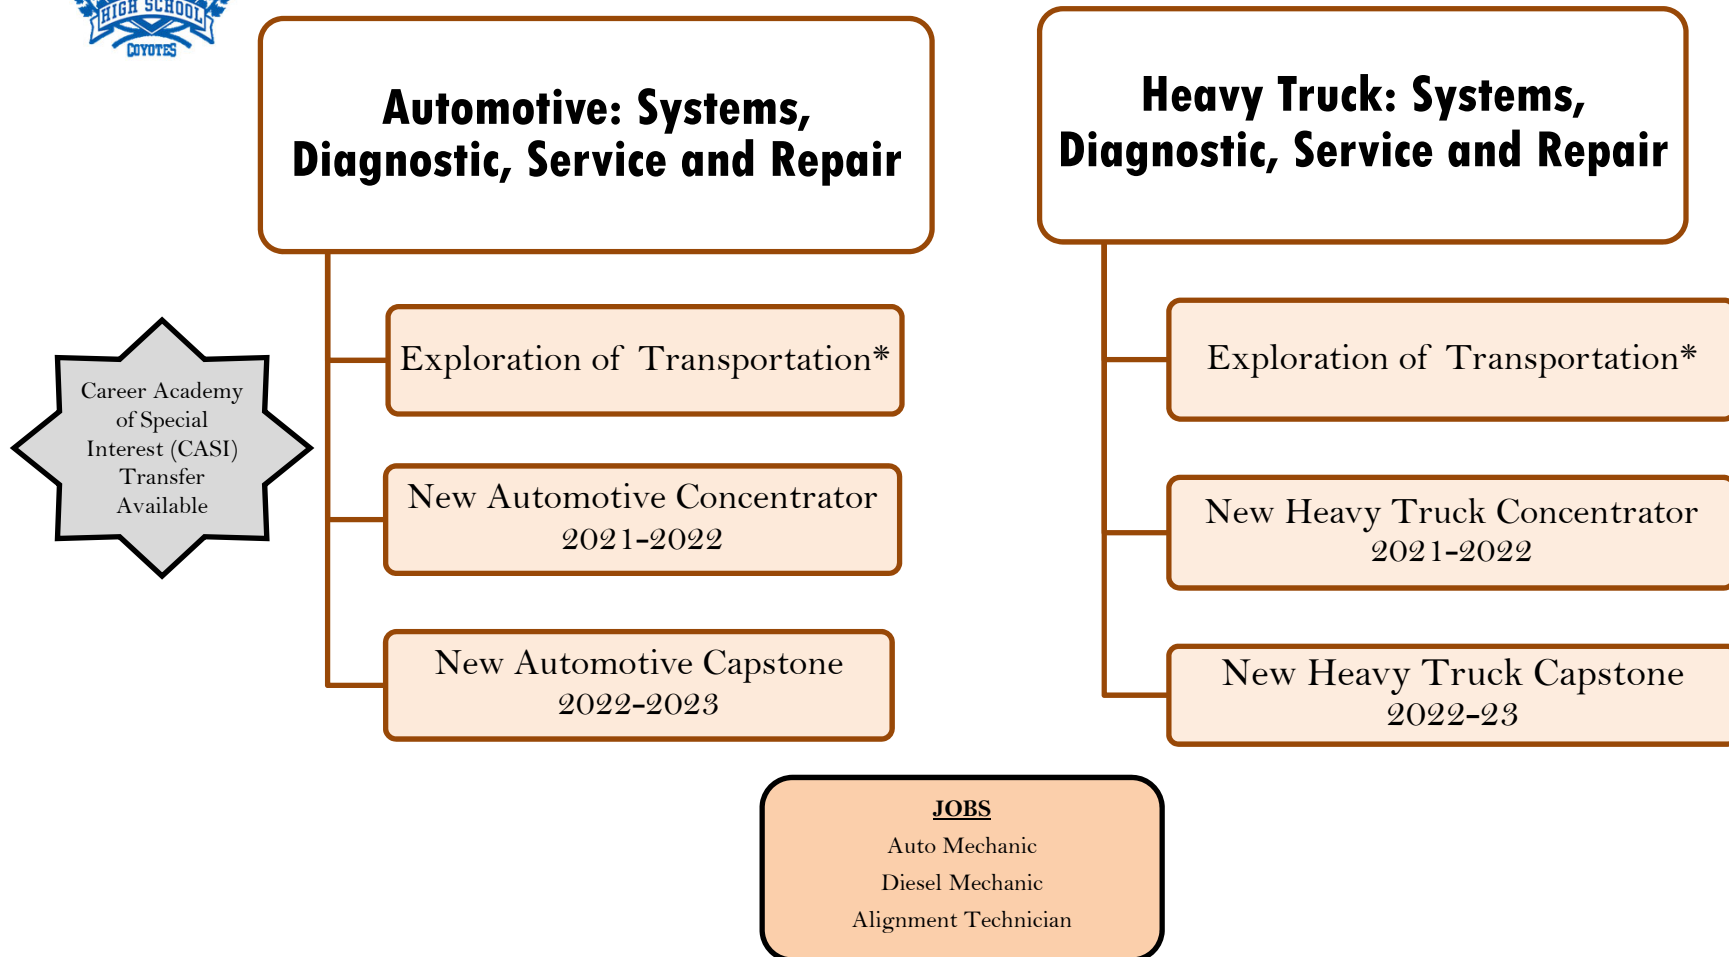 HIGH SCHOOL
COYOTES
Automotive: Systems,
Diagnostic, Service and Repair
Exploration of Transportation*
New Automotive Concentrator
2021-2022
New Automotive Capstone
2022-2023
Heavy Truck: Systems,
Diagnostic, Service and Repair
Exploration of Transportation*
New Heavy Truck Concentrator
2021-2022
New Heavy Truck Capstone
2022-23
Career Academy
of Special
Interest (CASI)
Transfer
Available
JOBS
Auto Mechanic
Diesel Mechanic
Alignment Technician